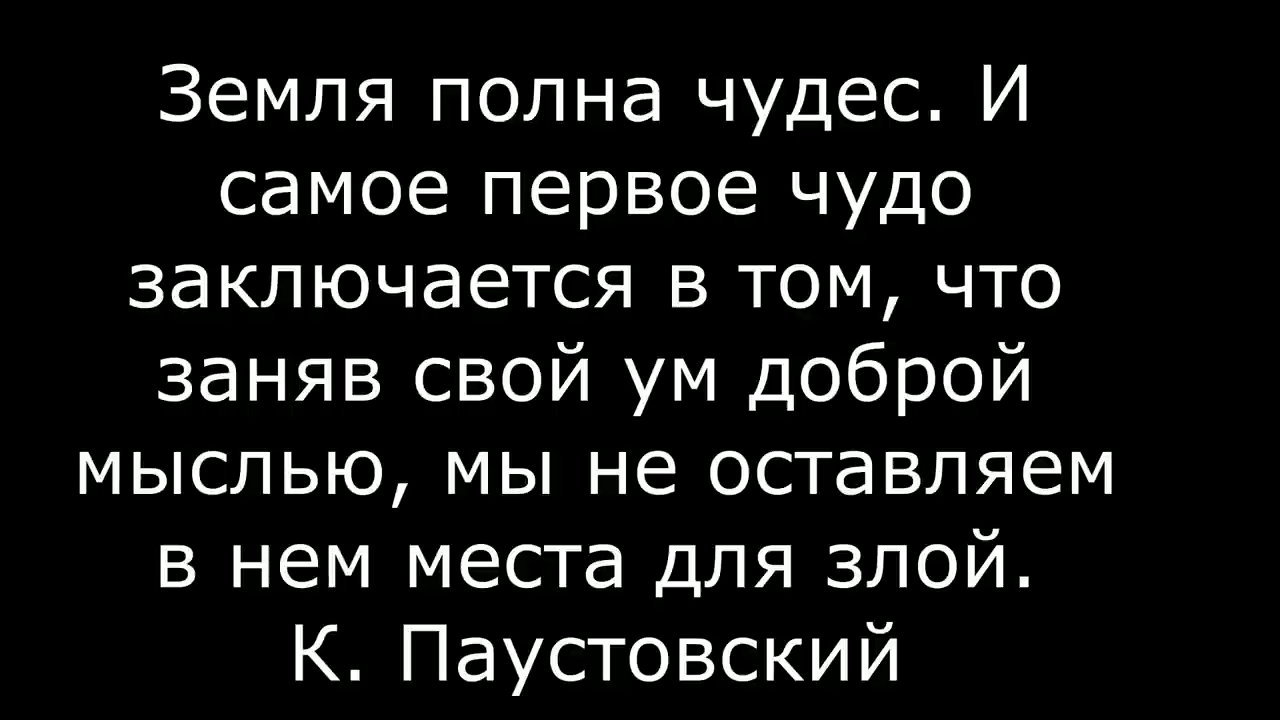 Земля полна чудес. И
самое первое чудо
заключается в том, что
заняв свой ум доброй
мыслью, мы не оставляем
в нем места для злой.
К. Паустовский